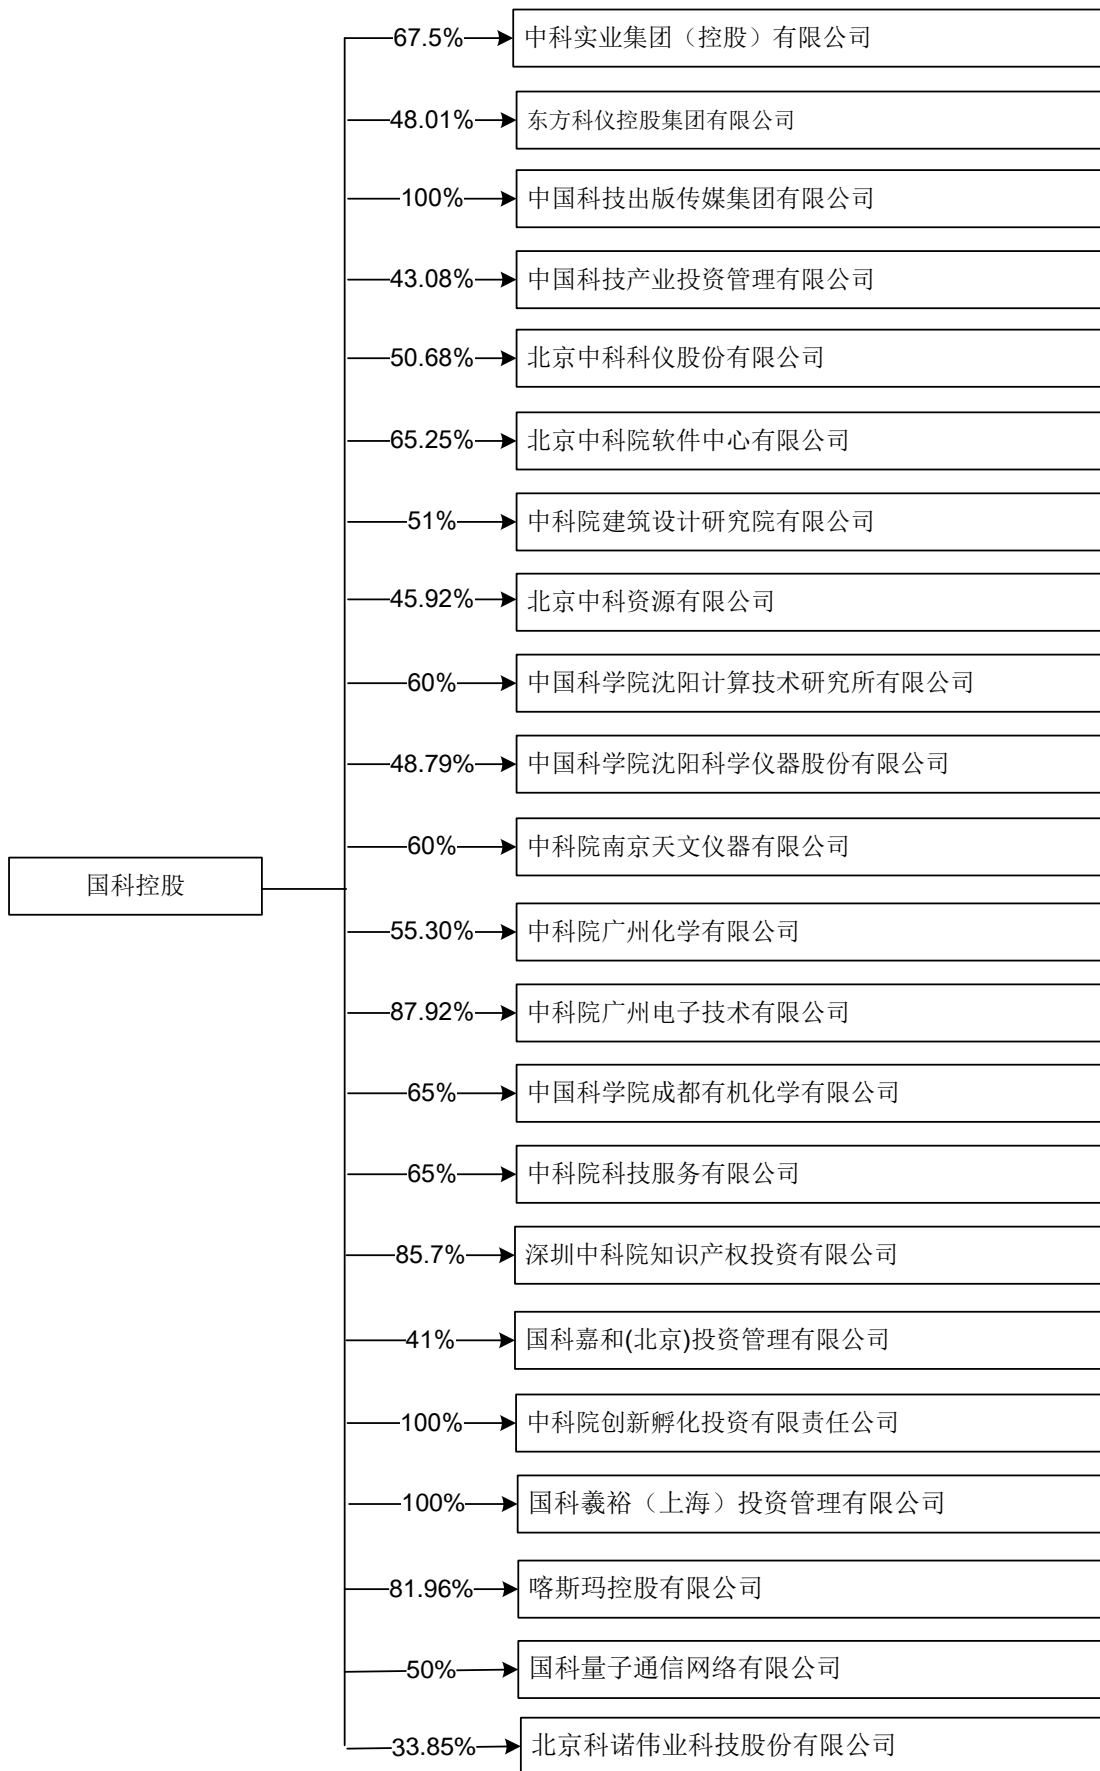 67.5% 中科实业集团（控股）有限公司
48.01% 东方科仪控股集团有限公司
100% 中国科技出版传媒集团有限公司
43.08% 中国科技产业投资管理有限公司
50.68% 北京中科科仪股份有限公司
65.25% 北京中科院软件中心有限公司
51% 中科院建筑设计研究院有限公司
45.92% 北京中科资源有限公司
60% 中国科学院沈阳计算技术研究所有限公司
48.79% 中国科学院沈阳科学仪器股份有限公司
60% 中科院南京天文仪器有限公司
国科控股
55.30% 中科院广州化学有限公司
87.92% 中科院广州电子技术有限公司
65% 中国科学院成都有机化学有限公司
65% 中科院科技服务有限公司
85.7% 深圳中科院知识产权投资有限公司
41% 国科嘉和(北京)投资管理有限公司
100% 中科院创新孵化投资有限责任公司
100% 国科羲裕（上海）投资管理有限公司
81.96% 喀斯玛控股有限公司
50% 国科量子通信网络有限公司
33.85% 北京科诺伟业科技股份有限公司